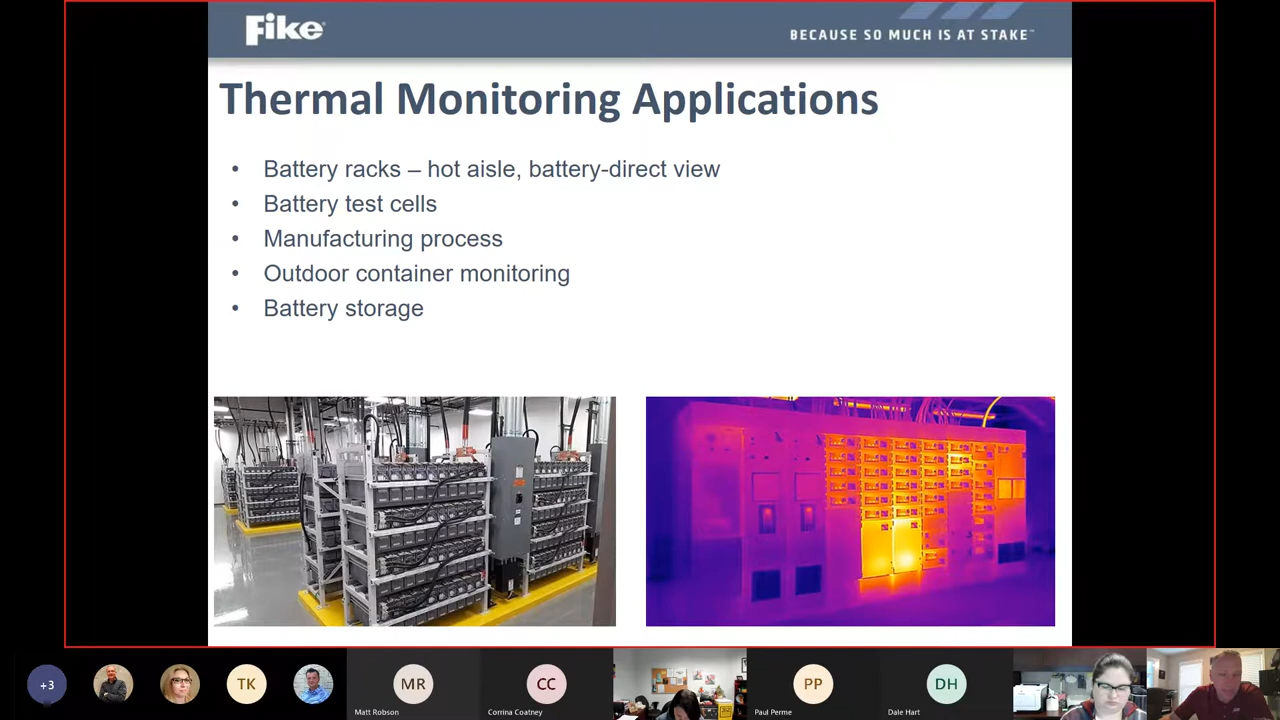 Fike
BECAUSE SO MUCH IS AT STAKE™
Thermal Monitoring Applications
• Battery racks – hot aisle, battery-direct view
• Battery test cells
• Manufacturing process
• Outdoor container monitoring
• Battery storage
+3
TK
MR
CC
PP
DH
Matt Robson
Corrina Coatney
Paul Perme
Dale Hart